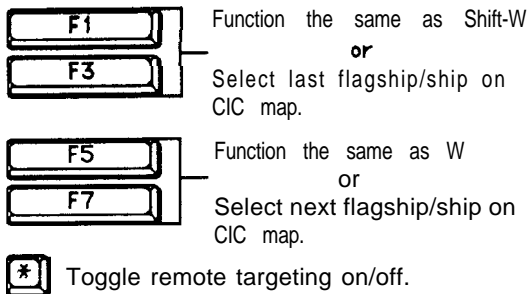 F1
F3
Function the same as Shift-W
or
Select last flagship/ship on
CIC map.
F5
F7
Function the same as W
or
Select next flagship/ship on
CIC map.
* Toggle remote targeting on/off.